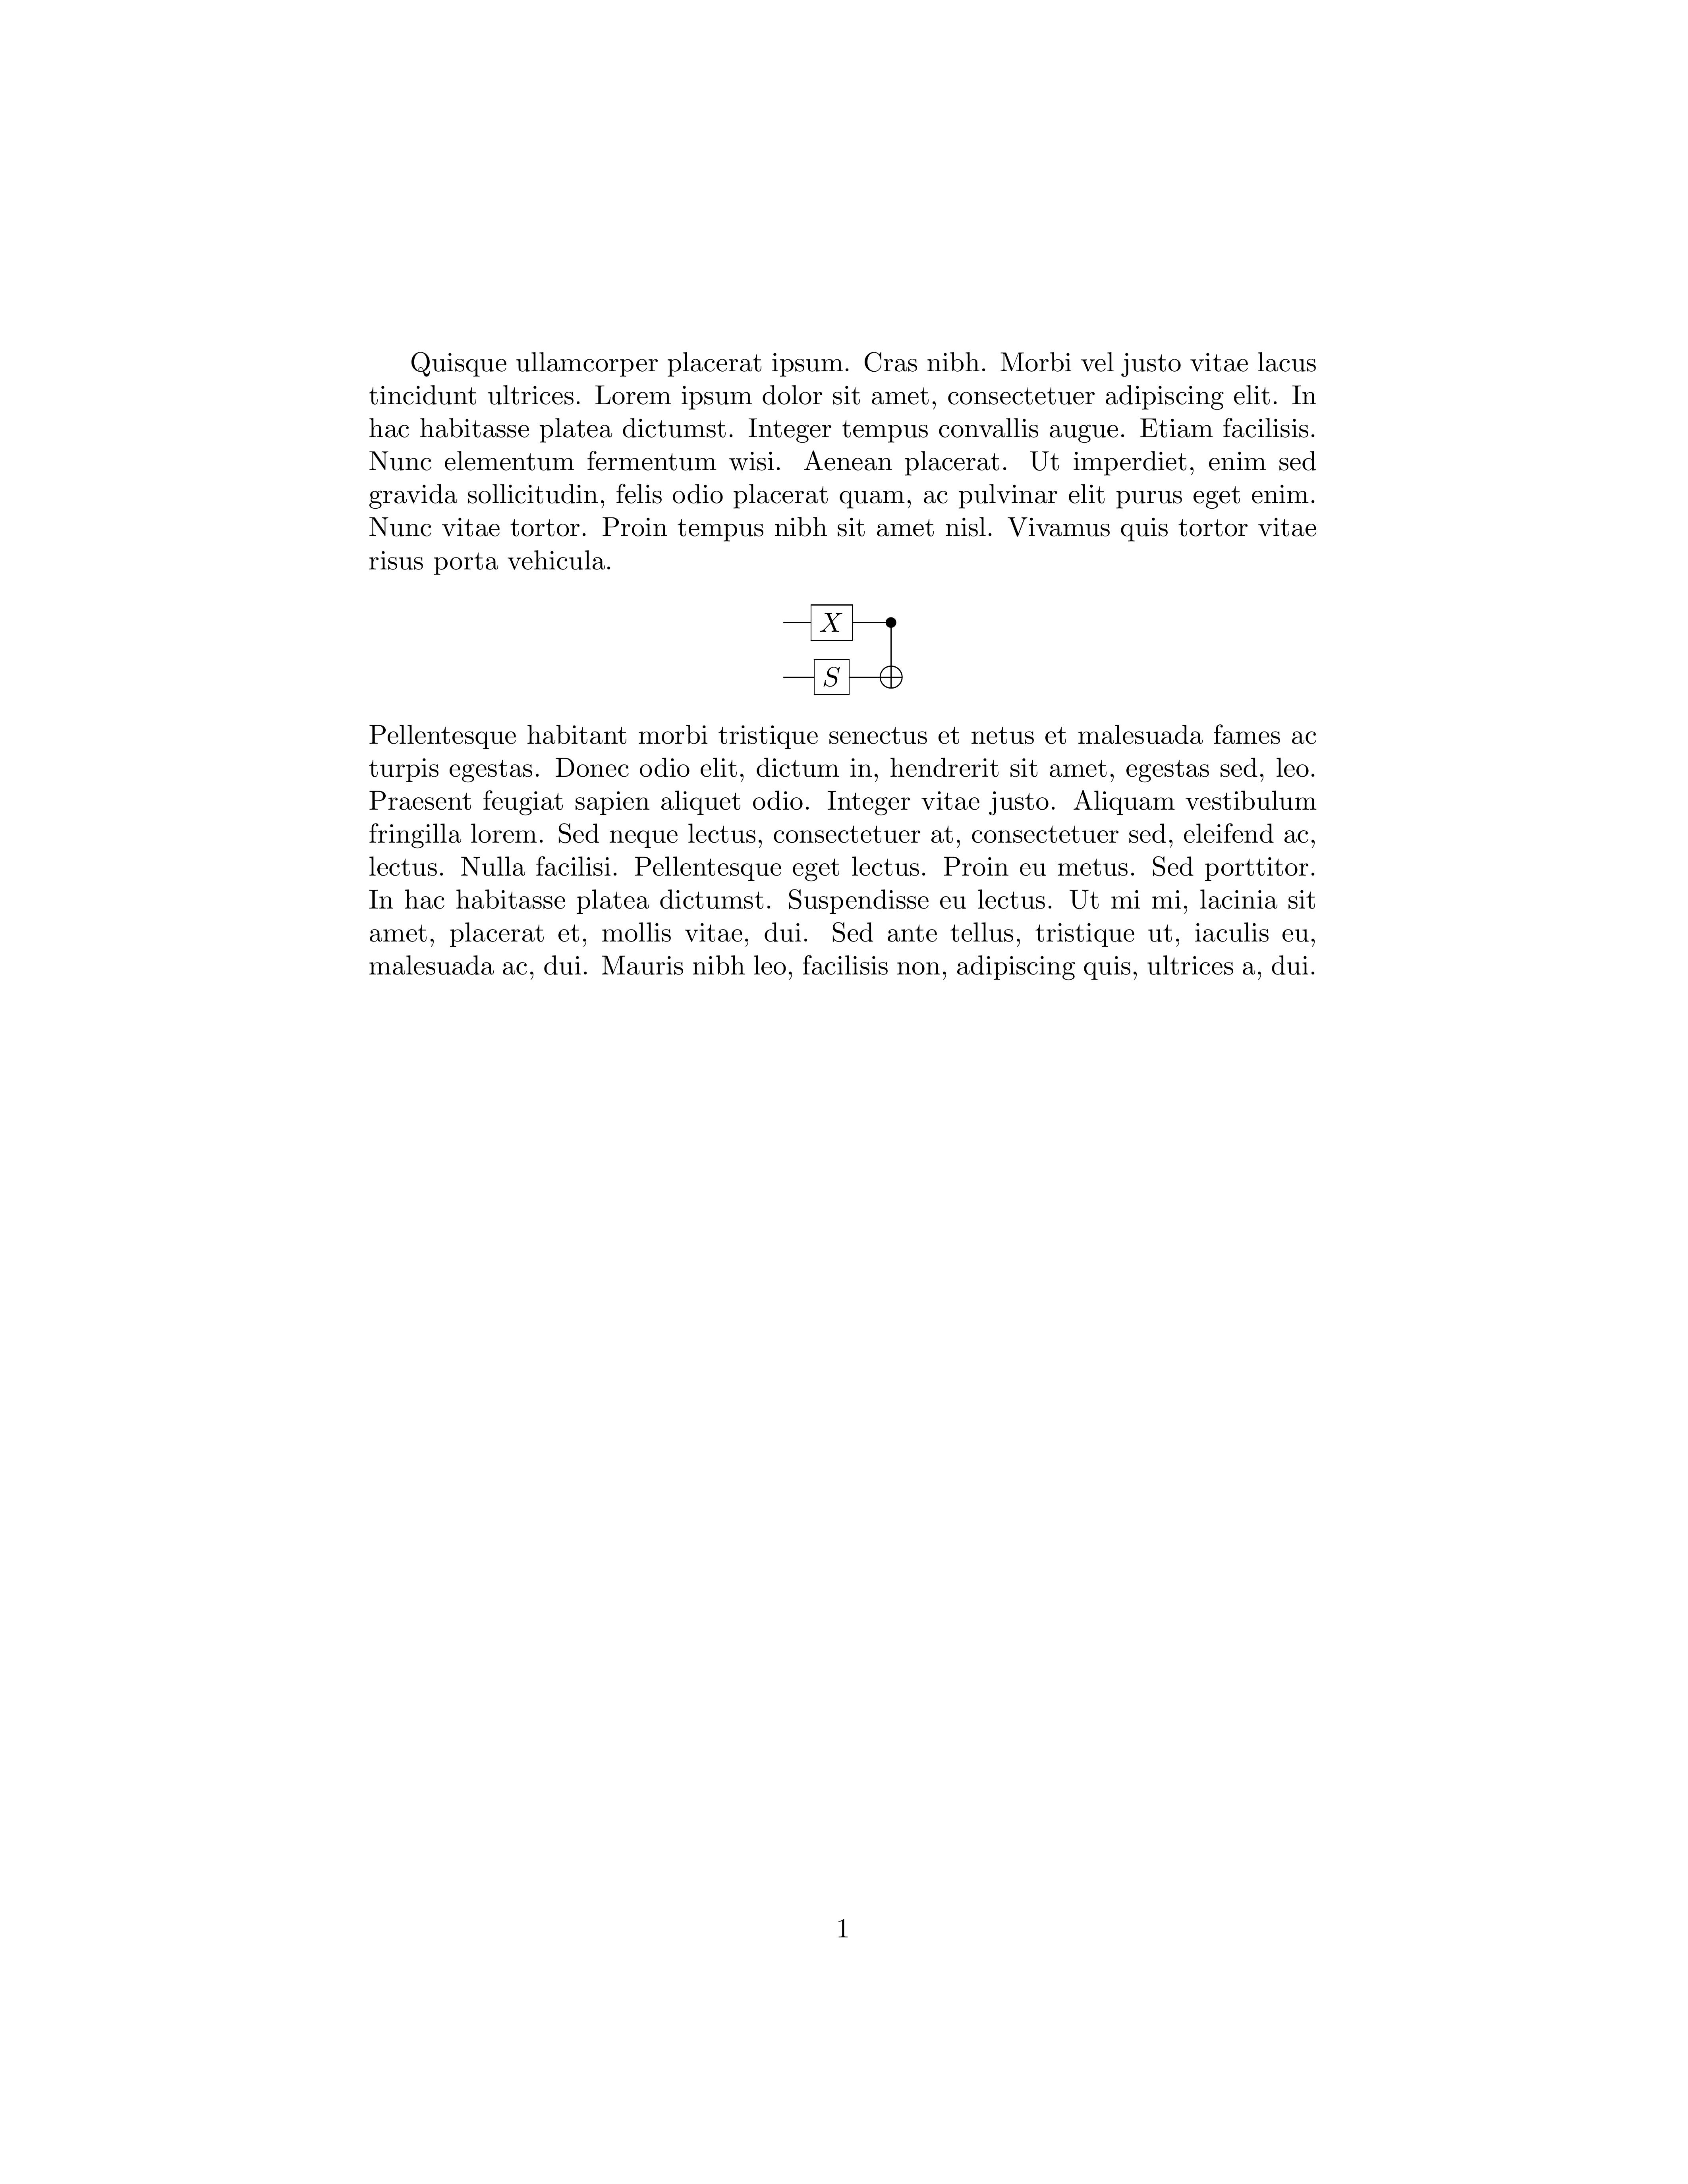 Quisque ullamcorper placerat ipsum. Cras nibh. Morbi vel justo vitae lacus
tincidunt ultrices. Lorem ipsum dolor sit amet, consectetuer adipiscing elit. In
hac habitasse platea dictumst. Integer tempus convallis augue. Etiam facilisis.
Nunc elementum fermentum wisi. Aenean placerat. Ut imperdiet, enim sed
gravida sollicitudin, felis odio placerat quam, ac pulvinar elit purus eget enim.
Nunc vitae tortor. Proin tempus nibh sit amet nisl. Vivamus quis tortor vitae
risus porta vehicula.
X
S
Pellentesque habitant morbi tristique senectus et netus et malesuada fames ac
turpis egestas. Donec odio elit, dictum in, hendrerit sit amet, egestas sed, leo.
Praesent feugiat sapien aliquet odio. Integer vitae justo. Aliquam vestibulum
fringilla lorem. Sed neque lectus, consectetuer at, consectetuer sed, eleifend ac,
lectus. Nulla facilisi. Pellentesque eget lectus. Proin eu metus. Sed porttitor.
In hac habitasse platea dictumst. Suspendisse eu lectus. Ut mi mi, lacinia sit
amet, placerat et, mollis vitae, dui. Sed ante tellus, tristique ut, iaculis eu,
malesuada ac, dui. Mauris nibh leo, facilisis non, adipiscing quis, ultrices a, dui.
1